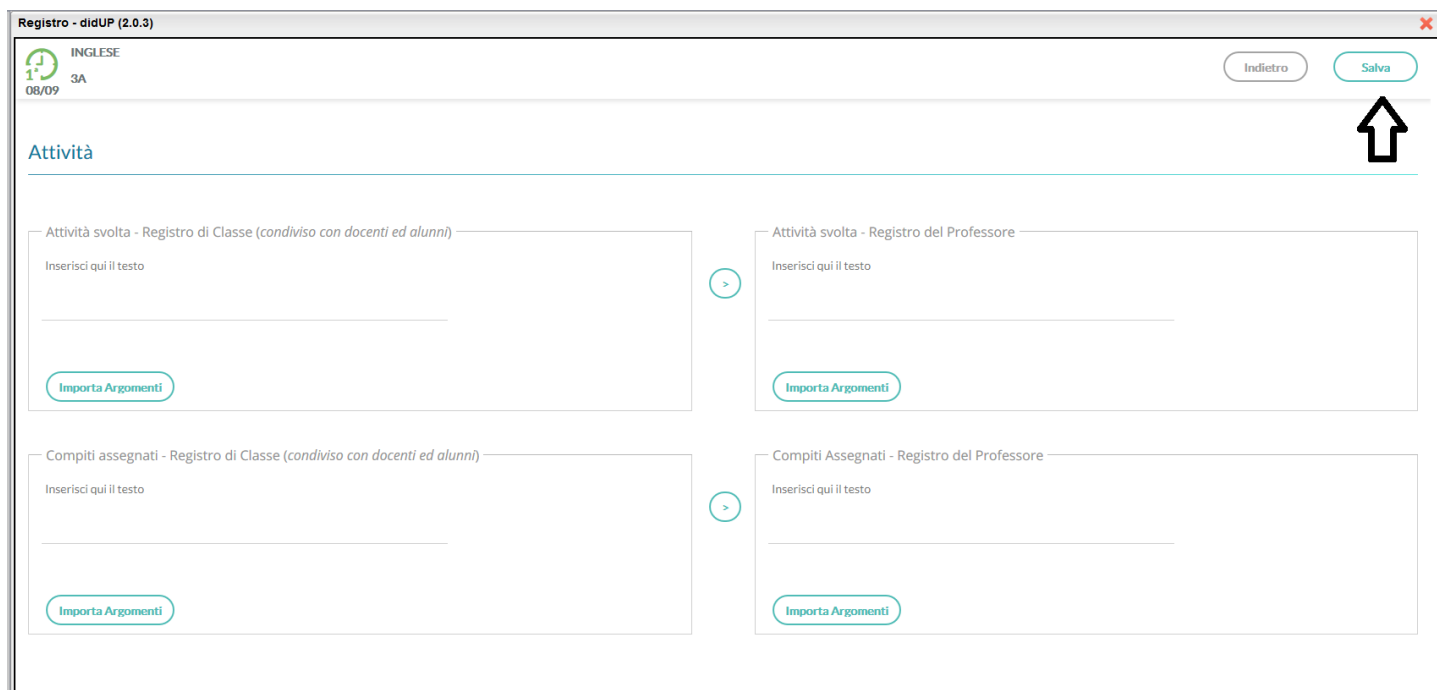 Registro - didUP (2.0.3)
INGLESE
1ª
3A
08/09
Indietro
Salva
Attività
Attività svolta - Registro di Classe (condiviso con docenti ed alunni)
Inserisci qui il testo
Importa Argomenti
>
Attività svolta - Registro del Professore
Inserisci qui il testo
Importa Argomenti
Compiti assegnati - Registro di Classe (condiviso con docenti ed alunni)
Inserisci qui il testo
Importa Argomenti
>
Compiti Assegnati - Registro del Professore
Inserisci qui il testo
Importa Argomenti